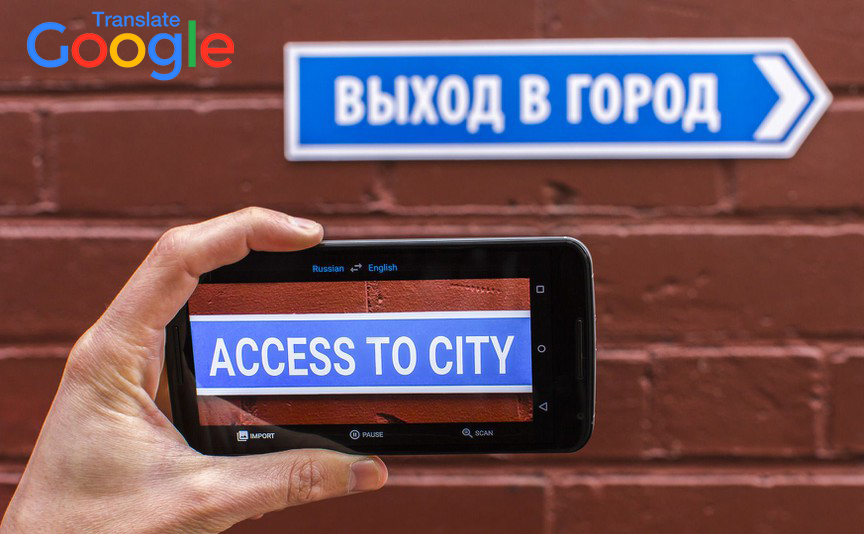 Translate
Google
ВЫХОД В ГОРОД
Russian English
ACCESS TO CITY
IMPORT PAUSE SCAN